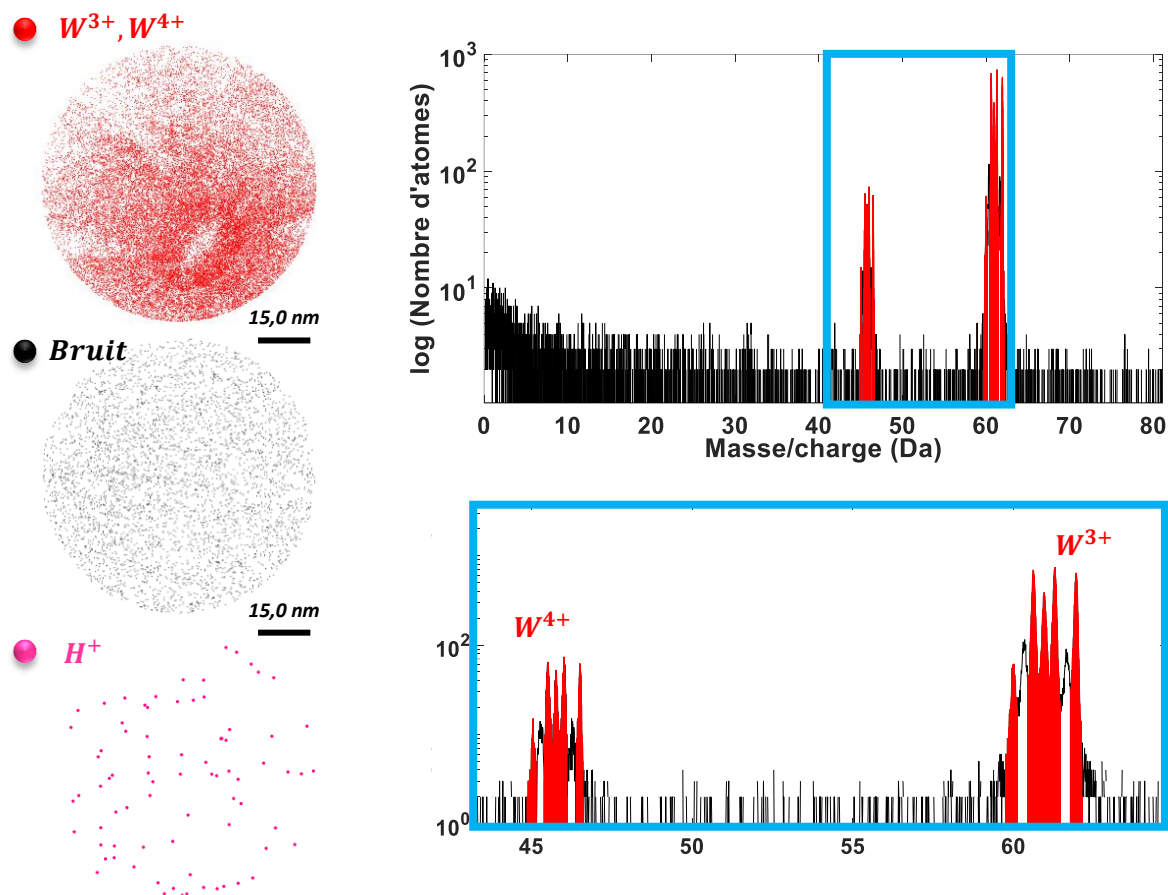 W³⁺, W⁴⁺
15,0 nm
Bruit
15,0 nm
H⁺
log (Nombre d'atomes)
10³
10²
10¹
0 10 20 30 40 50 60 70 80
Masse/charge (Da)
W⁴⁺
W³⁺
10²
10⁰
45 50 55 60